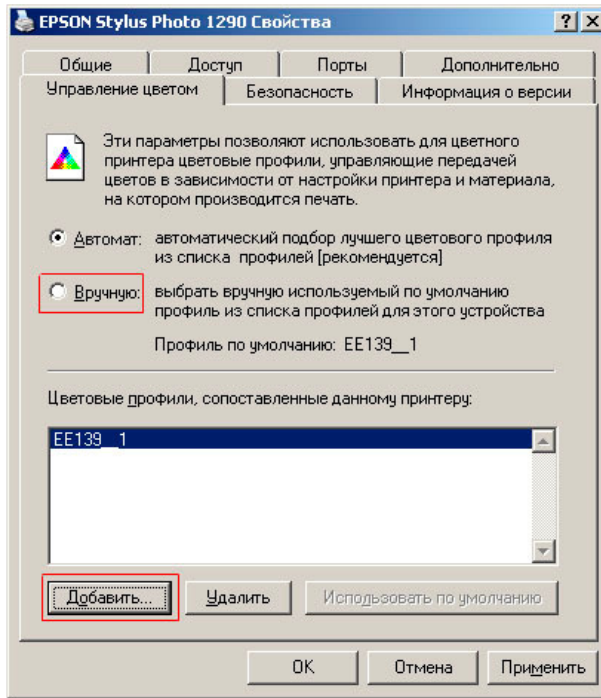 EPSON Stylus Photo 1290 Свойства
Общие Доступ Порты Дополнительно
Управление цветом Безопасность Информация о версии
Эти параметры позволяют использовать для цветного
принтера цветовые профили, управляющие передачей
цветов в зависимости от настройки принтера и материала,
на котором производится печать.
Автомат: автоматический подбор лучшего цветового профиля
из списка профилей [рекомендуется]
Вручную: выбрать вручную используемый по умолчанию
профиль из списка профилей для этого устройства
Профиль по умолчанию: EE139__1
Цветовые профили, сопоставленные данному принтеру:
EE139__1
Добавить... Удалить Использовать по умолчанию
OK Отмена Применить